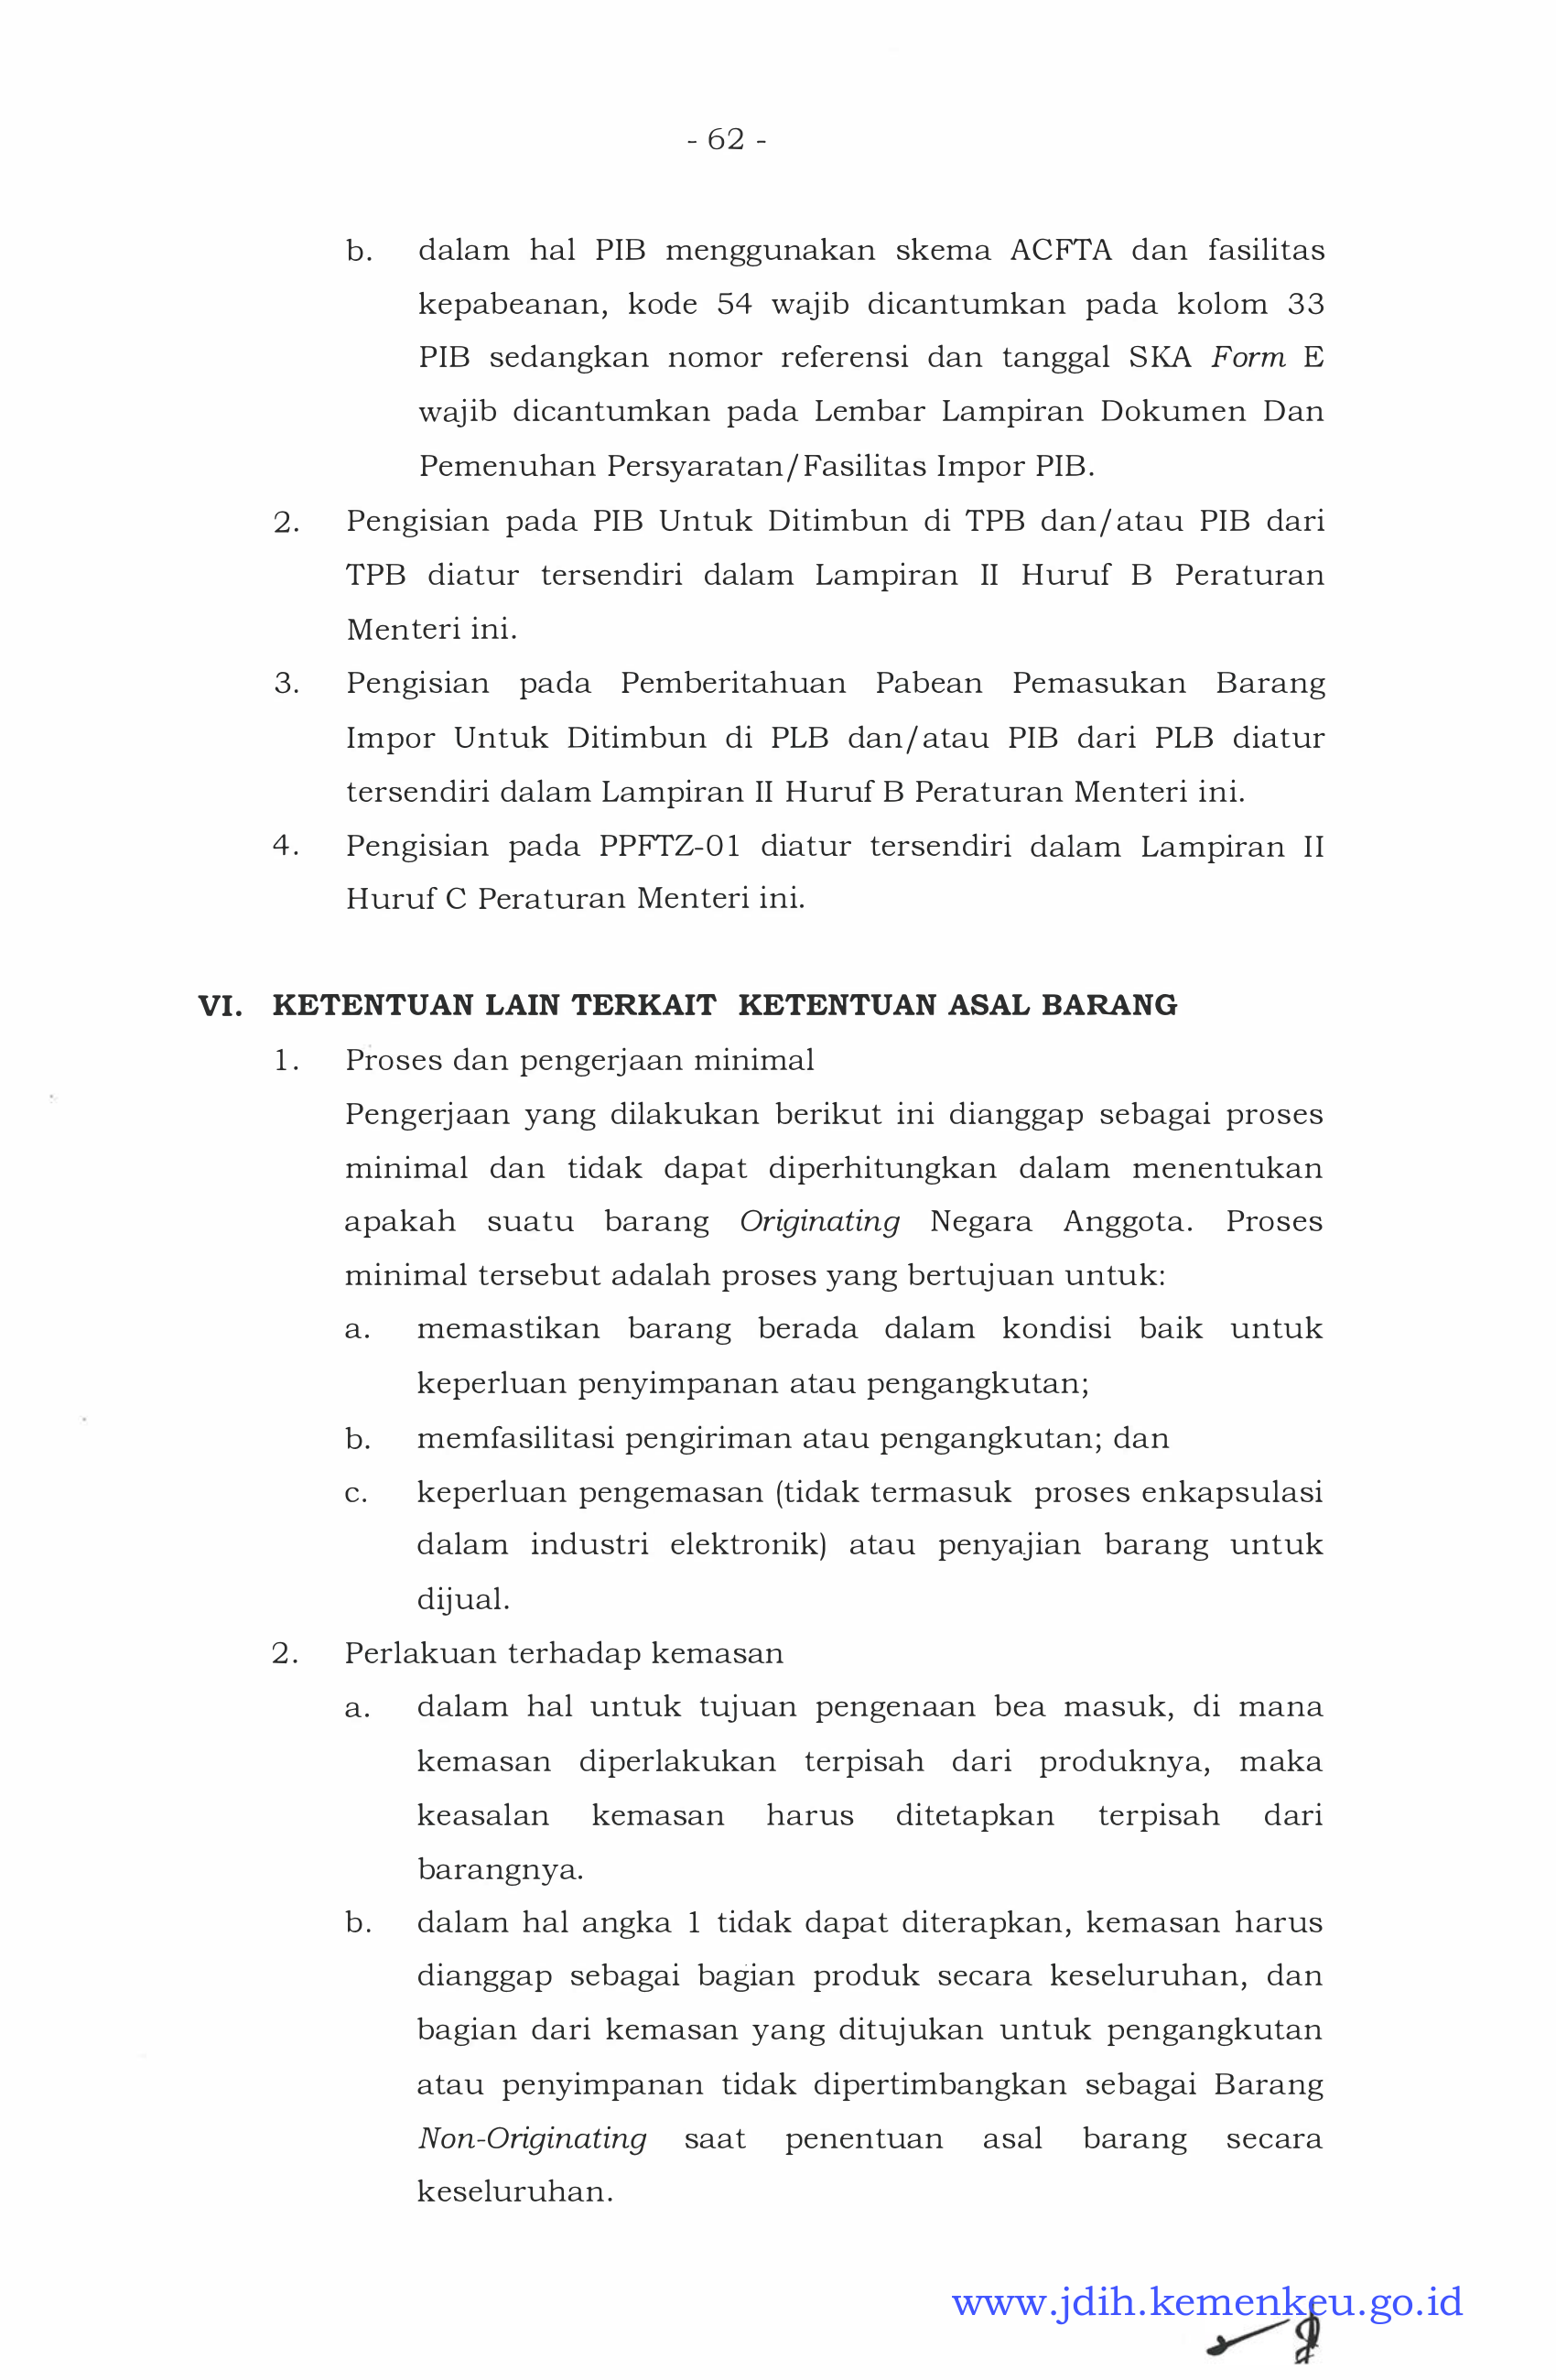 - 62 -
b. dalam hal PIB menggunakan skema ACFTA dan fasilitas
kepabeanan, kode 54 wajib dicantumkan pada kolom 33
PIB sedangkan nomor referensi dan tanggal SKA Form E
wajib dicantumkan pada Lembar Lampiran Dokumen Dan
Pemenuhan Persyaratan/Fasilitas Impor PIB.
2. Pengisian pada PIB Untuk Ditimbun di TPB dan/atau PIB dari
TPB diatur tersendiri dalam Lampiran II Huruf B Peraturan
Menteri ini.
3. Pengisian pada Pemberitahuan Pabean Pemasukan Barang
Impor Untuk Ditimbun di PLB dan/atau PIB dari PLB diatur
tersendiri dalam Lampiran II Huruf B Peraturan Menteri ini.
4. Pengisian pada PPFTZ-01 diatur tersendiri dalam Lampiran II
Huruf C Peraturan Menteri ini.
VI. KETENTUAN LAIN TERKAIT KETENTUAN ASAL BARANG
1. Proses dan pengerjaan minimal
Pengerjaan yang dilakukan berikut ini dianggap sebagai proses
minimal dan tidak dapat diperhitungkan dalam menentukan
apakah suatu barang Originating Negara Anggota. Proses
minimal tersebut adalah proses yang bertujuan untuk:
a. memastikan barang berada dalam kondisi baik untuk
keperluan penyimpanan atau pengangkutan;
b. memfasilitasi pengiriman atau pengangkutan; dan
c. keperluan pengemasan (tidak termasuk proses enkapsulasi
dalam industri elektronik) atau penyajian barang untuk
dijual.
2. Perlakuan terhadap kemasan
a. dalam hal untuk tujuan pengenaan bea masuk, di mana
kemasan diperlakukan terpisah dari produknya, maka
keasalan kemasan harus ditetapkan terpisah dari
barangnya.
b. dalam hal angka 1 tidak dapat diterapkan, kemasan harus
dianggap sebagai bagian produk secara keseluruhan, dan
bagian dari kemasan yang ditujukan untuk pengangkutan
atau penyimpanan tidak dipertimbangkan sebagai Barang
Non-Originating saat penentuan asal barang secara
keseluruhan.
www.jdih.kemenkeu.go.id